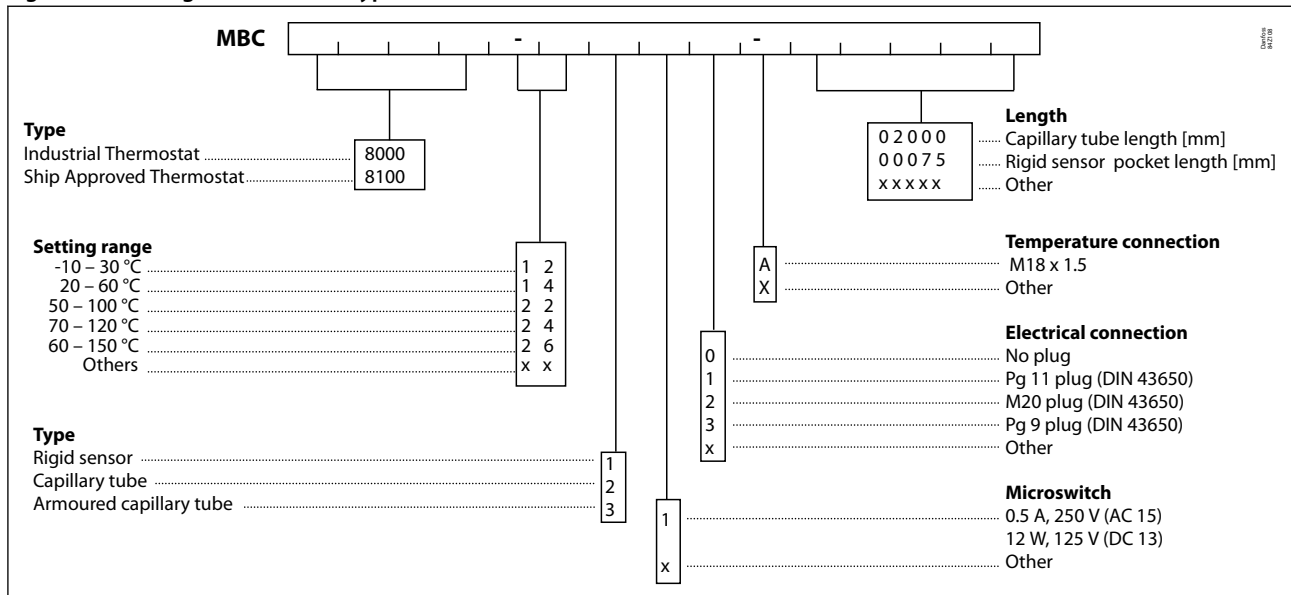 MBC - -
Danfoss
84Z108
Type
Industrial Thermostat 8000
Ship Approved Thermostat 8100
Length
0 2 0 0 0 Capillary tube length [mm]
0 0 0 7 5 Rigid sensor pocket length [mm]
x x x x x Other
Setting range
-10 – 30 °C 1 2
20 – 60 °C 1 4
50 – 100 °C 2 2
70 – 120 °C 2 4
60 – 150 °C 2 6
Others x x
Temperature connection
A M18 x 1.5
X Other
Electrical connection
0 No plug
1 Pg 11 plug (DIN 43650)
2 M20 plug (DIN 43650)
3 Pg 9 plug (DIN 43650)
x Other
Type
Rigid sensor 1
Capillary tube 2
Armoured capillary tube 3
Microswitch
1 0.5 A, 250 V (AC 15)
12 W, 125 V (DC 13)
x Other